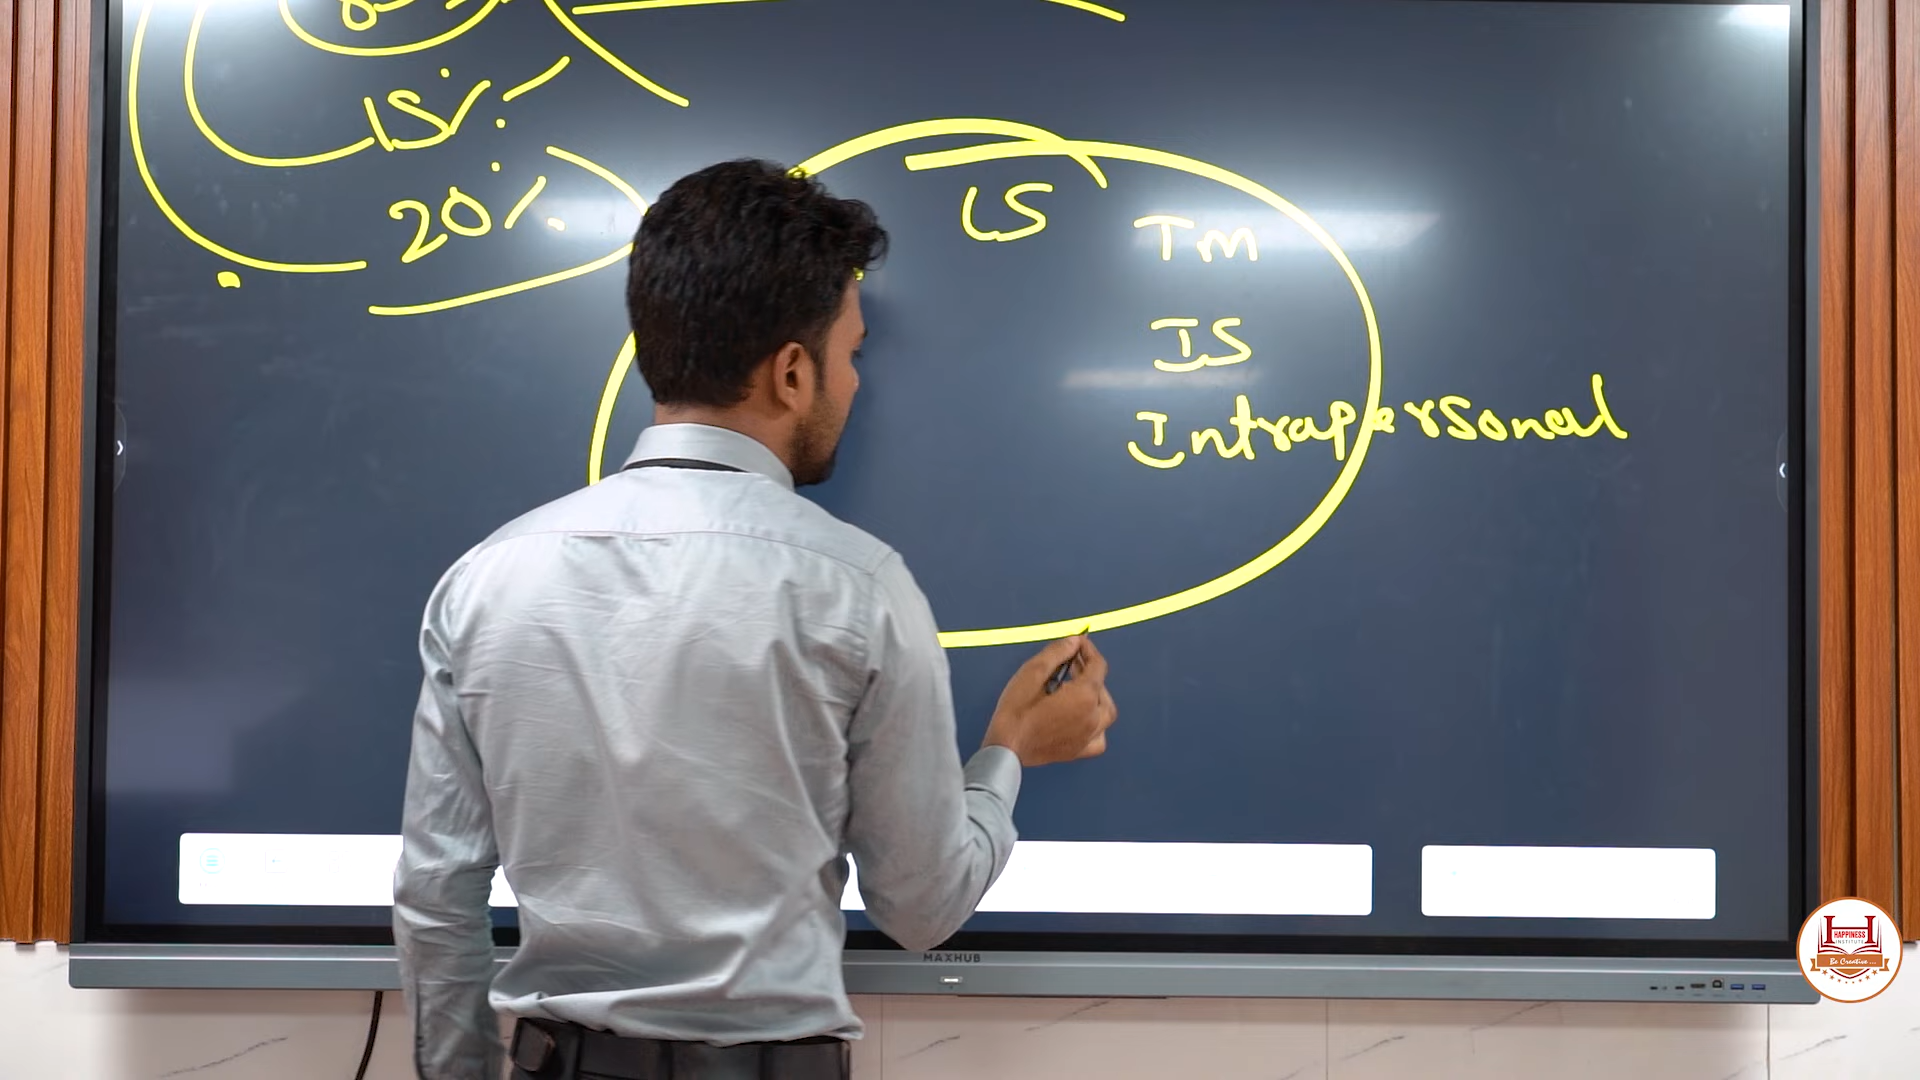 15%
20%
LS
TM
IS
Intrapersonal
MAXHUB
HAPPINESS
INSTITUTE
Be Creative...